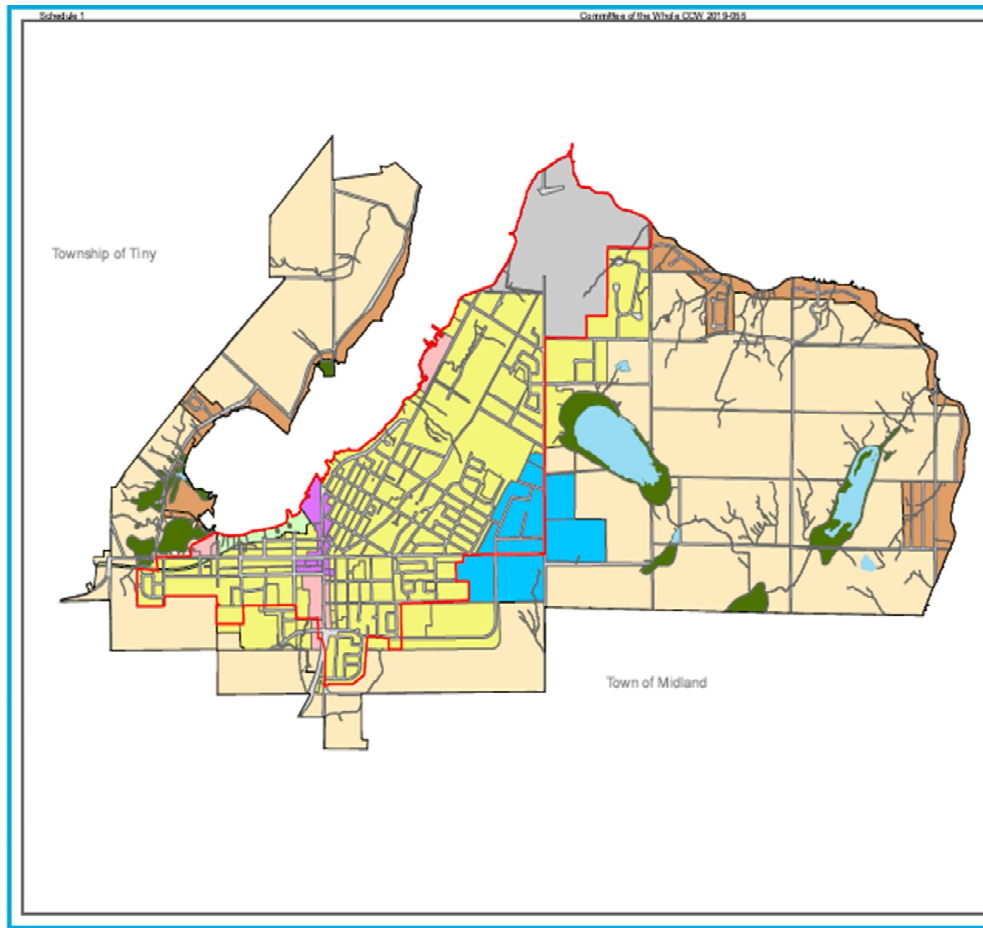 Schedule 1
Committee of the Whole CCW 2019-055
Township of Tiny
Town of Midland